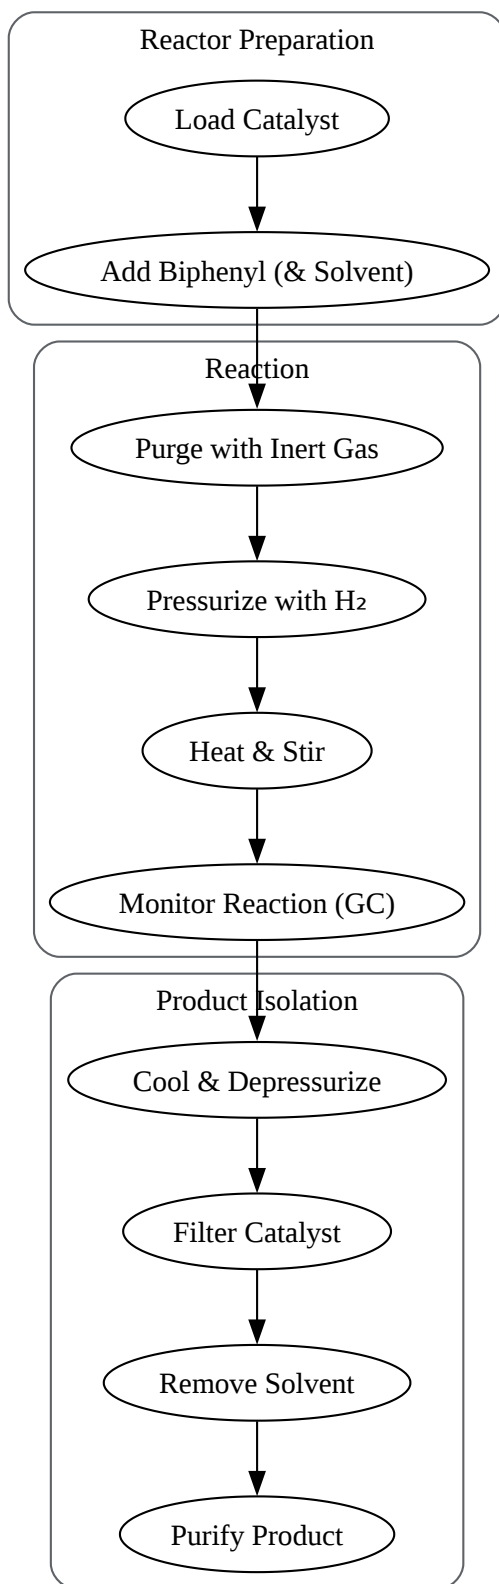 Reactor Preparation
Load Catalyst
Add Biphenyl (& Solvent)
Reaction
Purge with Inert Gas
Pressurize with H₂
Heat & Stir
Monitor Reaction (GC)
Product Isolation
Cool & Depressurize
Filter Catalyst
Remove Solvent
Purify Product